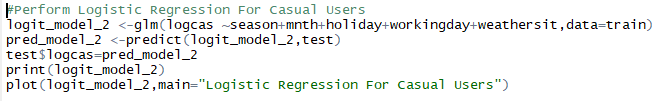 #Perform Logistic Regression For Casual Users
logit_model_2 <-glm(logcas ~season+mnth+holiday+workingday+weathersit,data=train)
pred_model_2 <-predict(logit_model_2,test)
test$logcas=pred_model_2
print(logit_model_2)
plot(logit_model_2,main="Logistic Regression For Casual Users")